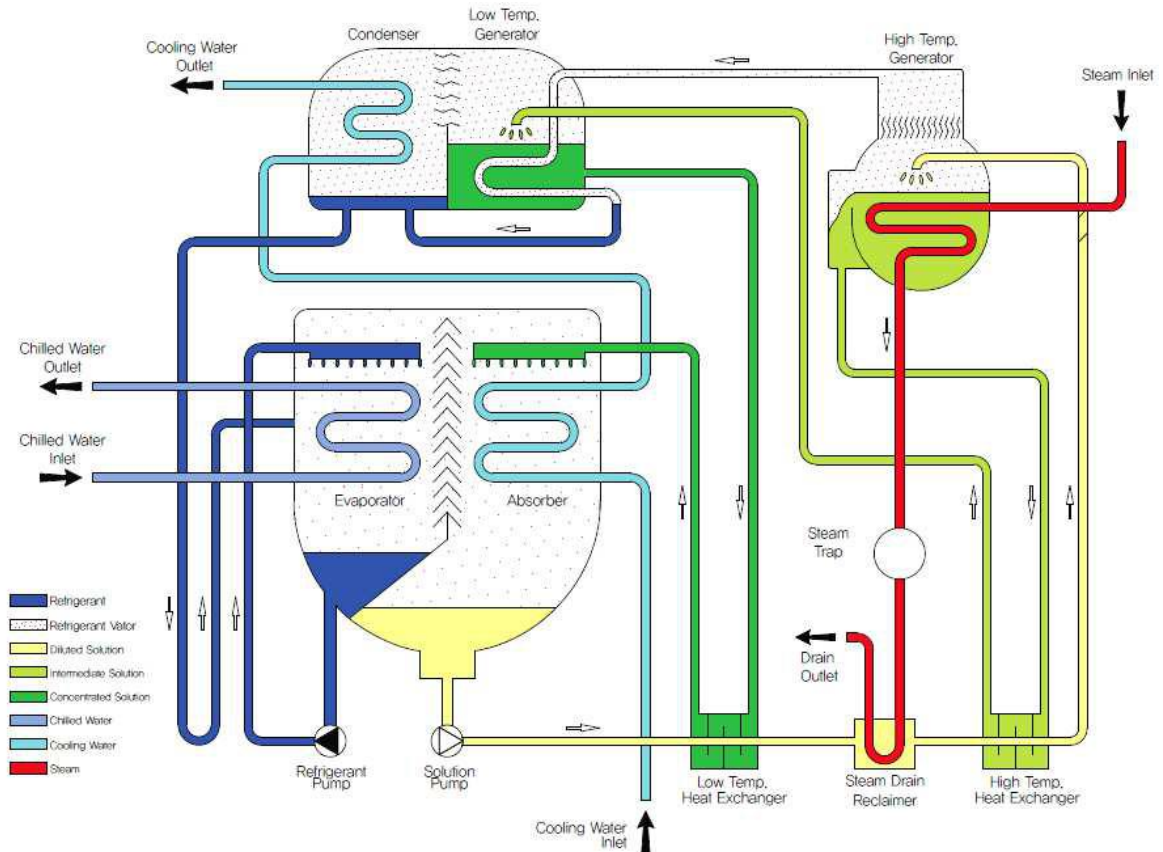 Low Temp.
Condenser Generator
Cooling Water
Outlet
High Temp.
Generator
Steam Inlet
Chilled Water
Outlet
Chilled Water
Inlet
Evaporator
Absorber
Steam
Trap
Refrigerant
Refrigerant Vator
Diluted Solution
Intermediate Solution
Concentrated Solution
Chilled Water
Cooling Water
Steam
Drain
Outlet
Refrigerant
Pump
Solution
Pump
Low Temp.
Heat Exchanger
Steam Drain
Reclaimer
High Temp.
Heat Exchanger
Cooling Water
Inlet